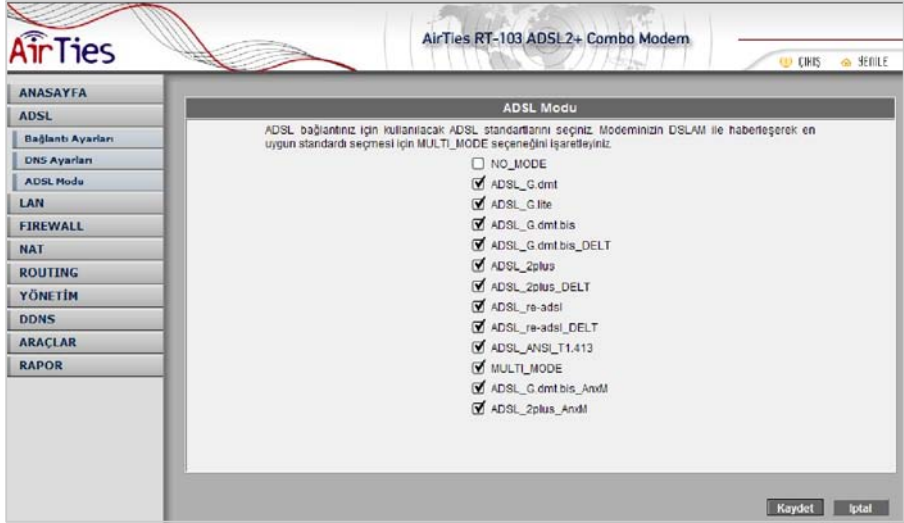 AirTies
AirTies RT-103 ADSL2+ Combo Modem
ÇIKIŞ
YENİLE
ANASAYFA
ADSL
Bağlantı Ayarları
DNS Ayarları
ADSL Modu
LAN
FIREWALL
NAT
ROUTING
YÖNETİM
DDNS
ARAÇLAR
RAPOR
ADSL Modu
ADSL bağlantınız için kullanılacak ADSL standartlarını seçiniz. Modeminizin DSLAM ile haberleşerek en
uygun standardı seçmesi için MULTI_MODE seçeneğini işaretleyiniz.
NO_MODE
ADSL_G.dmt
ADSL_G.lite
ADSL_G.dmt.bis
ADSL_G.dmt.bis_DELT
ADSL_2plus
ADSL_2plus_DELT
ADSL_re-adsl
ADSL_re-adsl_DELT
ADSL_ANSI_T1.413
MULTI_MODE
ADSL_G.dmt.bis_AnxM
ADSL_2plus_AnxM
Kaydet
Iptal